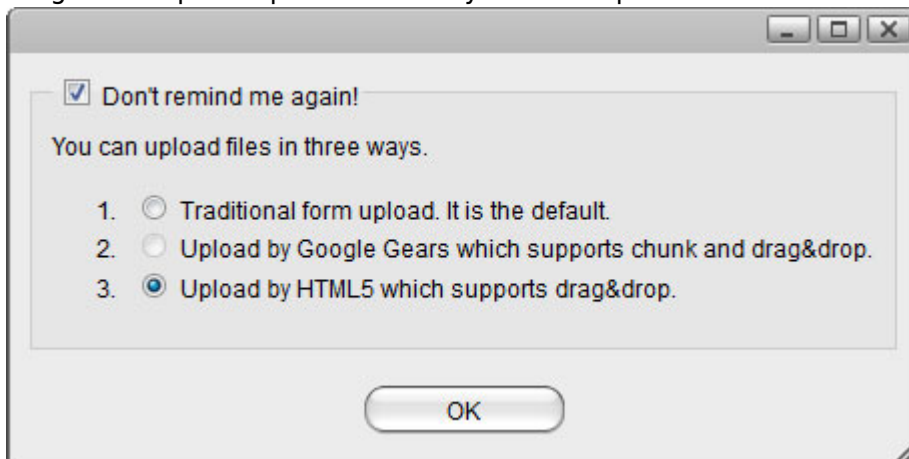 Don't remind me again!
You can upload files in three ways.
1. Traditional form upload. It is the default.
2. Upload by Google Gears which supports chunk and drag&drop.
3. Upload by HTML5 which supports drag&drop.
OK